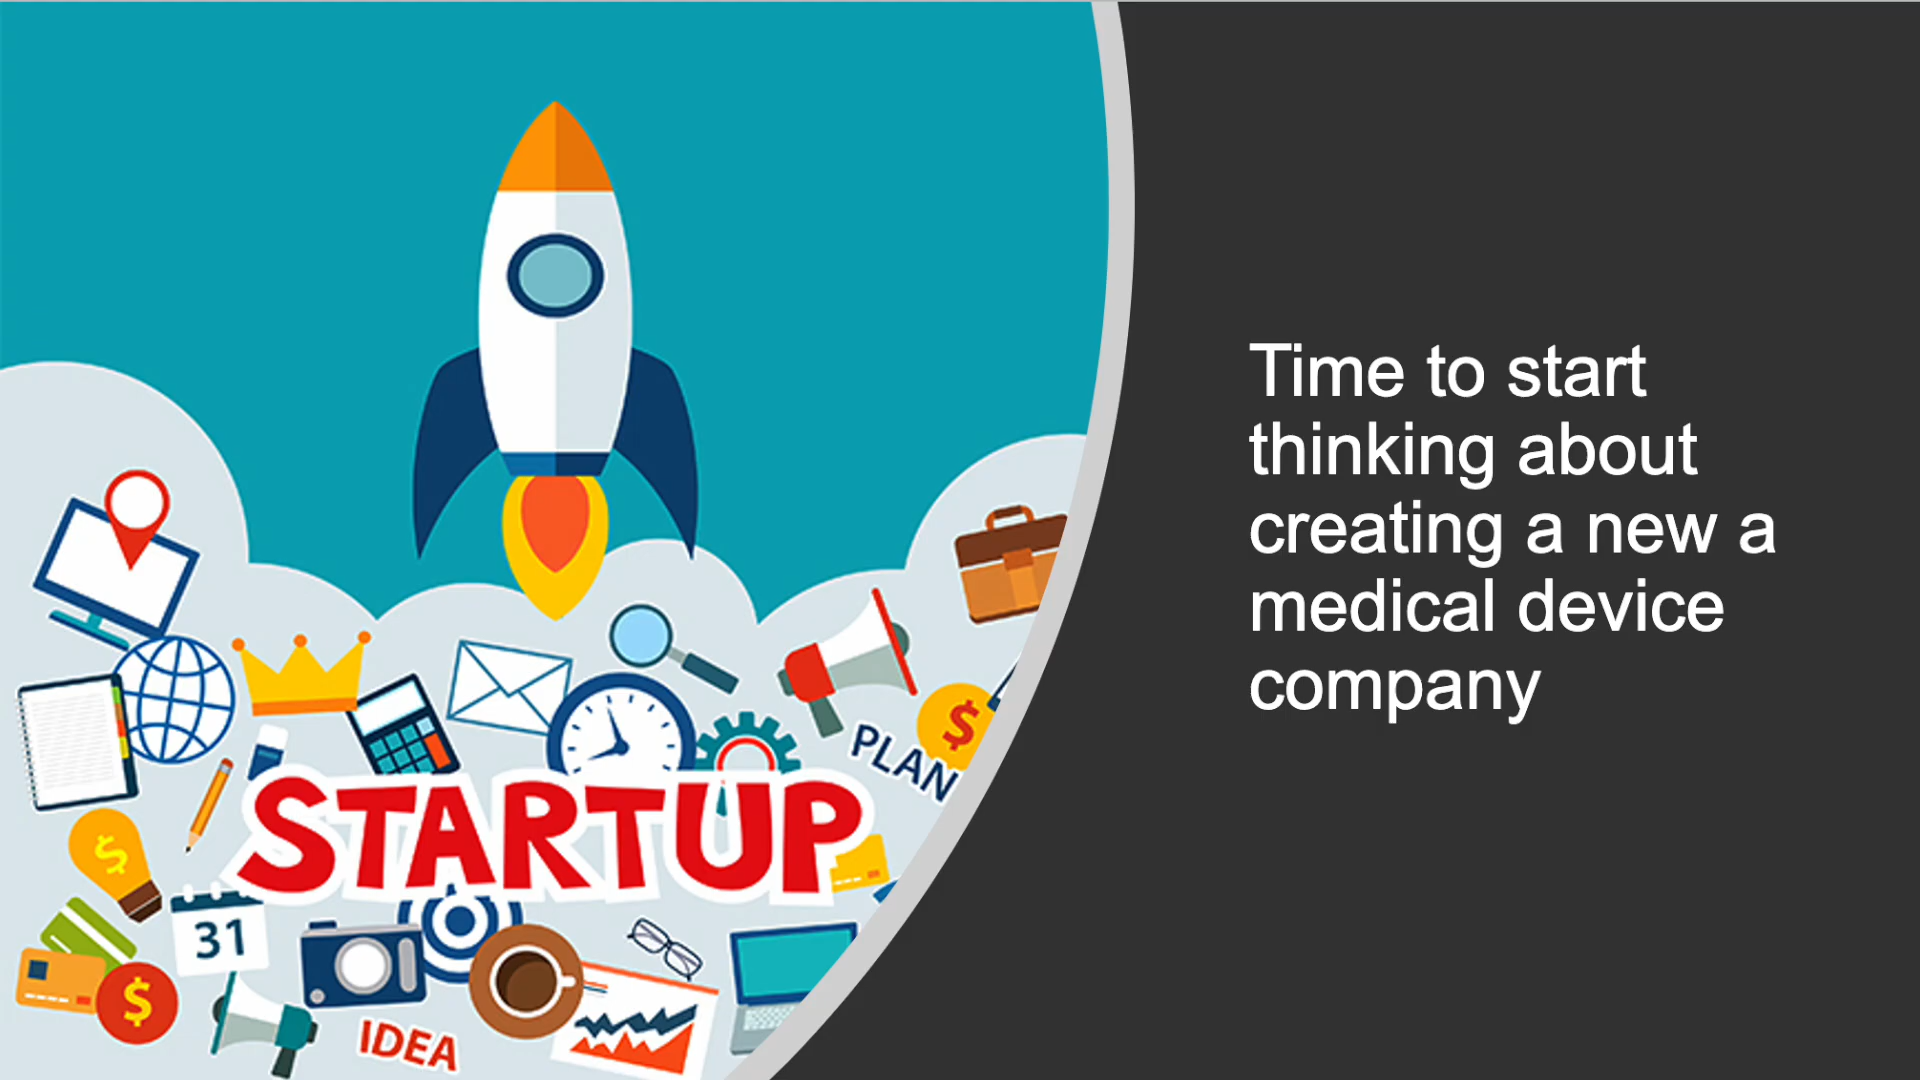 Time to start
thinking about
creating a new a
medical device
company
PLAN
STARTUP
$
$
31
$
IDEA